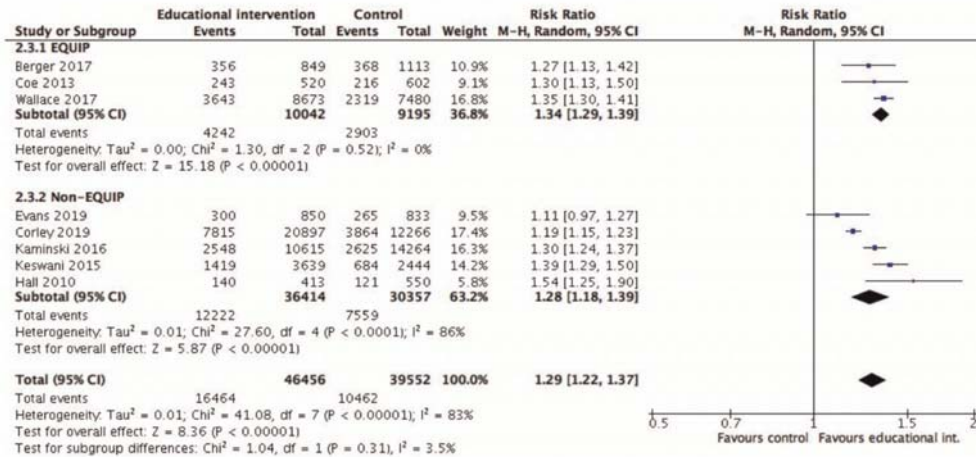 Educational intervention Control Risk Ratio Risk Ratio
Study or Subgroup Events Total Events Total Weight M-H, Random, 95% CI M-H, Random, 95% CI
2.3.1 EQUIP
Berger 2017 356 849 368 1113 10.9% 1.27 [1.13, 1.42]
Coe 2013 243 520 216 602 9.1% 1.30 [1.13, 1.50]
Wallace 2017 3643 8673 2319 7480 16.8% 1.35 [1.30, 1.41]
Subtotal (95% CI) 10042 9195 36.8% 1.34 [1.29, 1.39]
Total events 4242 2903
Heterogeneity: Tau² = 0.00; Chi² = 1.30, df = 2 (P = 0.52); I² = 0%
Test for overall effect: Z = 15.18 (P < 0.00001)
2.3.2 Non-EQUIP
Evans 2019 300 850 265 833 9.5% 1.11 [0.97, 1.27]
Corley 2019 7815 20897 3864 12266 17.4% 1.19 [1.15, 1.23]
Kaminski 2016 2548 10615 2625 14264 16.3% 1.30 [1.24, 1.37]
Keswani 2015 1419 3639 684 2444 14.2% 1.39 [1.29, 1.50]
Hall 2010 140 413 121 550 5.8% 1.54 [1.25, 1.90]
Subtotal (95% CI) 36414 30357 63.2% 1.28 [1.18, 1.39]
Total events 12222 7559
Heterogeneity: Tau² = 0.01; Chi² = 27.60, df = 4 (P < 0.0001); I² = 86%
Test for overall effect: Z = 5.87 (P < 0.00001)
Total (95% CI) 46456 39552 100.0% 1.29 [1.22, 1.37]
Total events 16464 10462
Heterogeneity: Tau² = 0.01; Chi² = 41.08, df = 7 (P < 0.00001); I² = 83%
Test for overall effect: Z = 8.36 (P < 0.00001)
Test for subgroup differences: Chi² = 1.04, df = 1 (P = 0.31), I² = 3.5%
0.5 0.7 1 1.5 2
Favours control Favours educational int.